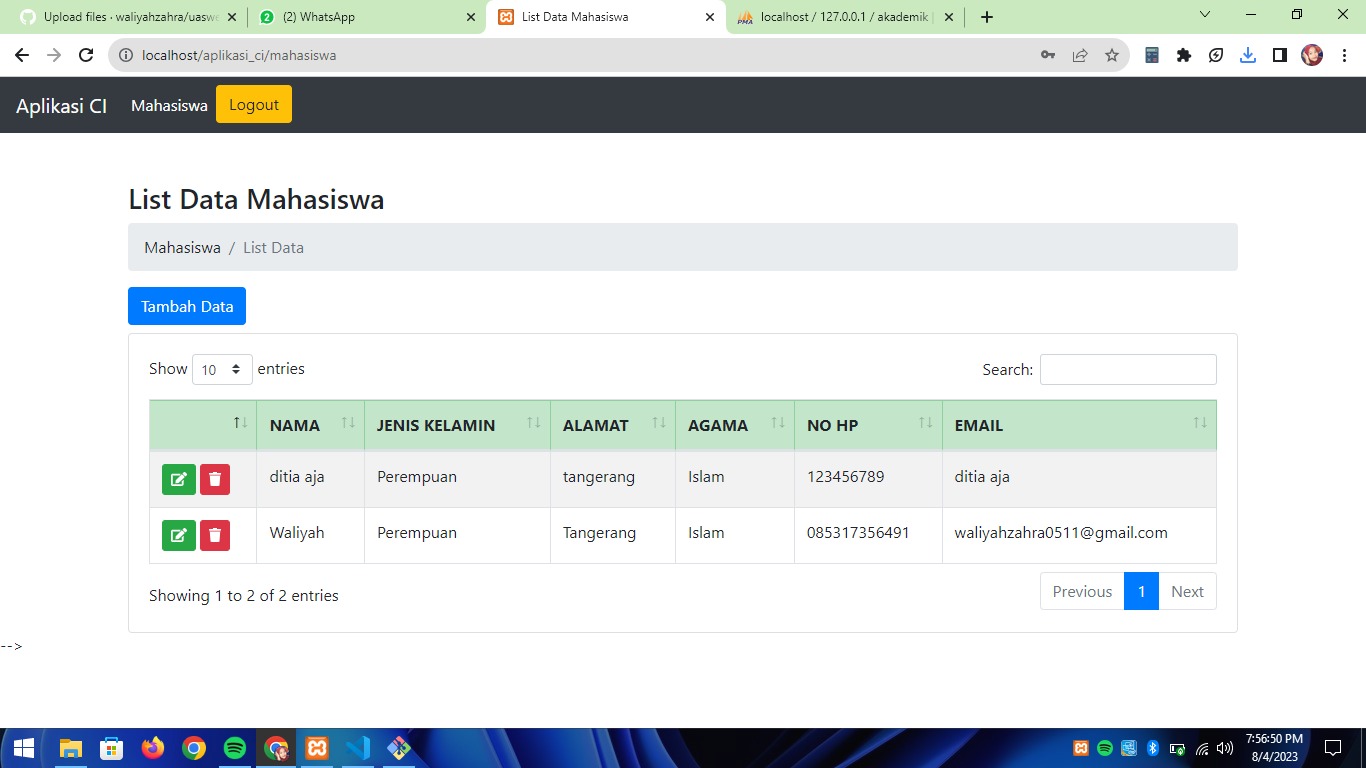 Upload files · waliyahzahra/uaswe
(2) WhatsApp
List Data Mahasiswa
localhost / 127.0.0.1 / akademik
localhost/aplikasi_ci/mahasiswa
Aplikasi CI Mahasiswa Logout
List Data Mahasiswa
Mahasiswa / List Data
Tambah Data
Show 10 entries
Search:
NAMA JENIS KELAMIN ALAMAT AGAMA NO HP EMAIL
ditia aja Perempuan tangerang Islam 123456789 ditia aja
Waliyah Perempuan Tangerang Islam 085317356491 waliyahzahra0511@gmail.com
Showing 1 to 2 of 2 entries
Previous 1 Next
-->
7:56:50 PM
8/4/2023